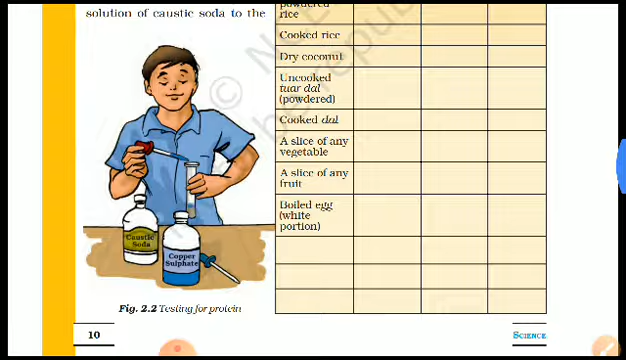 solution of caustic soda to the
powdered
rice
Cooked rice
Dry coconut
Uncooked
tuar dal
(powdered)
Cooked dal
A slice of any
vegetable
A slice of any
fruit
Boiled egg
(white
portion)
Caustic
Soda
Copper
Sulphate
Fig. 2.2 Testing for protein
10
SCIENCE